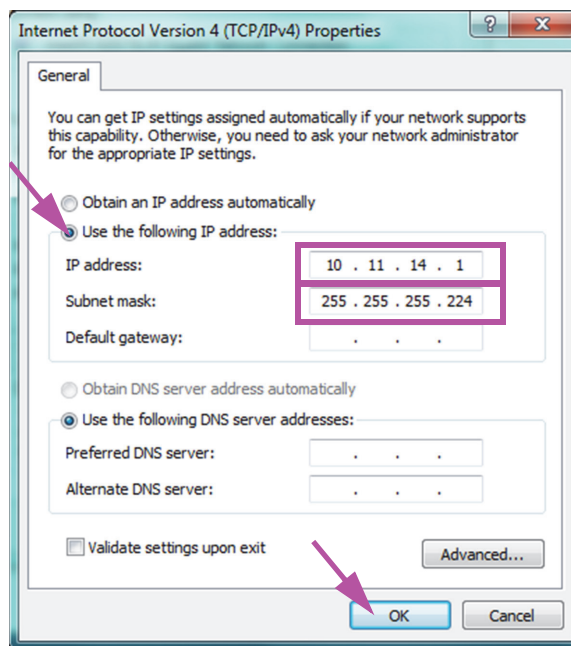 Internet Protocol Version 4 (TCP/IPv4) Properties
?
X
General
You can get IP settings assigned automatically if your network supports
this capability. Otherwise, you need to ask your network administrator
for the appropriate IP settings.
Obtain an IP address automatically
Use the following IP address:
IP address: 10 . 11 . 14 . 1
Subnet mask: 255 . 255 . 255 . 224
Default gateway: . . .
Obtain DNS server address automatically
Use the following DNS server addresses:
Preferred DNS server: . . .
Alternate DNS server: . . .
Validate settings upon exit
Advanced...
OK Cancel